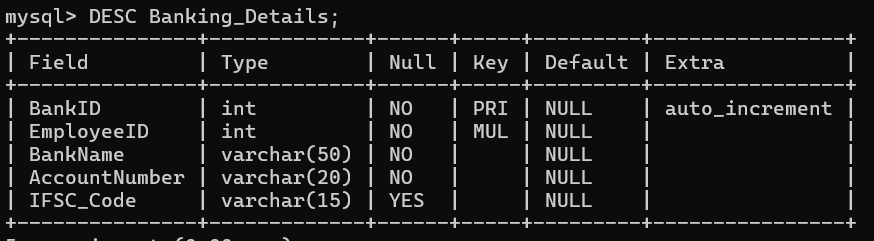 mysql> DESC Banking_Details;
+---------------+-------------+------+-----+---------+----------------+
| Field         | Type        | Null | Key | Default | Extra          |
+---------------+-------------+------+-----+---------+----------------+
| BankID        | int         | NO   | PRI | NULL    | auto_increment |
| EmployeeID    | int         | NO   | MUL | NULL    |                |
| BankName      | varchar(50) | NO   |     | NULL    |                |
| AccountNumber | varchar(20) | NO   |     | NULL    |                |
| IFSC_Code     | varchar(15) | YES  |     | NULL    |                |
+---------------+-------------+------+-----+---------+----------------+